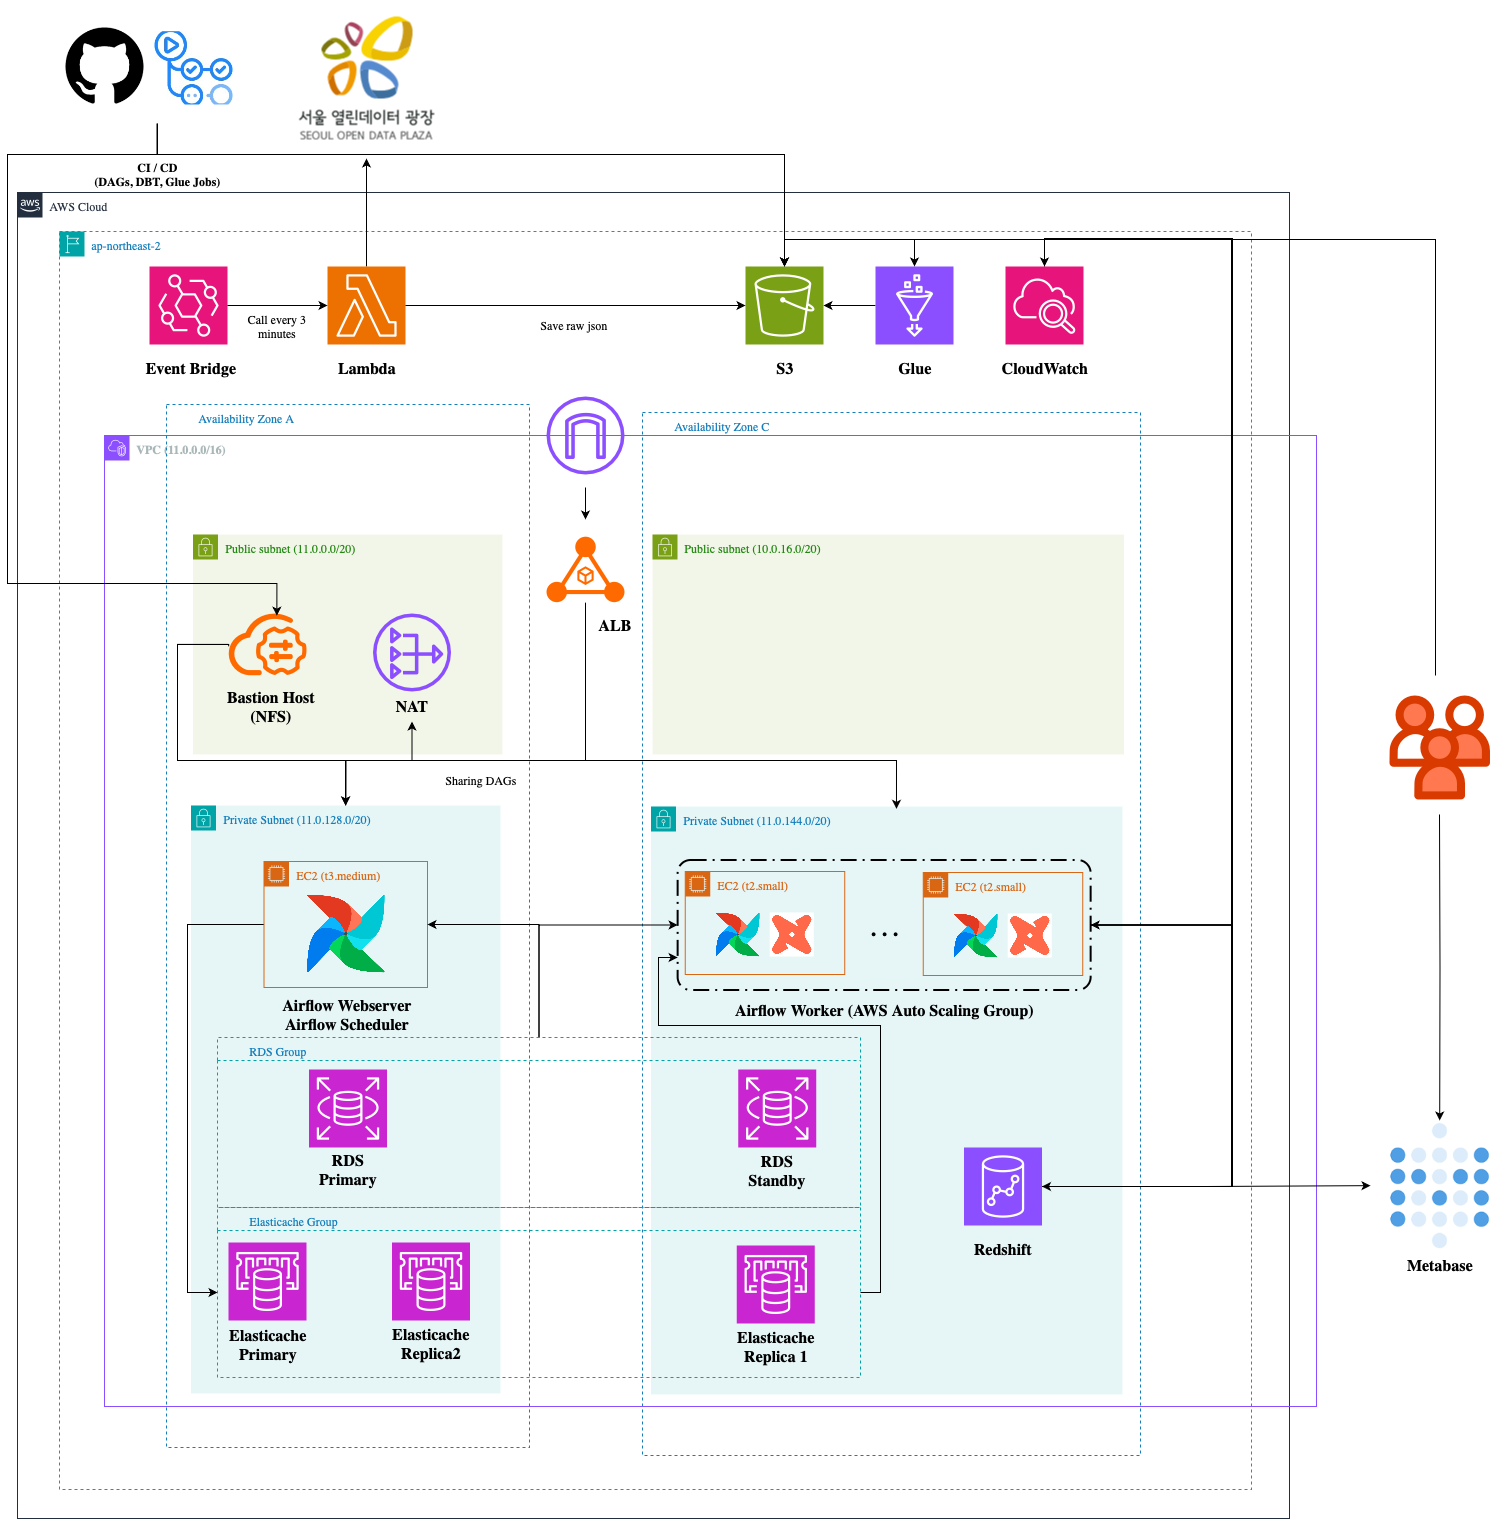 서울 열린데이터 광장
SEOUL OPEN DATA PLAZA
CI / CD
(DAGs, DBT, Glue Jobs)
aws
AWS Cloud
ap-northeast-2
Call every 3
minutes
Save raw json
Event Bridge
Lambda
S3
Glue
CloudWatch
Availability Zone A
Availability Zone C
VPC (11.0.0.0/16)
Public subnet (11.0.0.0/20)
Public subnet (10.0.16.0/20)
ALB
Bastion Host
(NFS)
NAT
Sharing DAGs
Private Subnet (11.0.128.0/20)
Private Subnet (11.0.144.0/20)
EC2 (t3.medium)
EC2 (t2.small)
EC2 (t2.small)
...
Airflow Webserver
Airflow Scheduler
Airflow Worker (AWS Auto Scaling Group)
RDS Group
RDS
Primary
RDS
Standby
Redshift
Metabase
Elasticache Group
Elasticache
Primary
Elasticache
Replica2
Elasticache
Replica 1